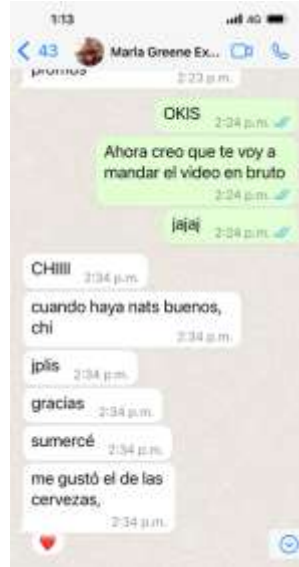 1:13
4G
43
Marla Greene Ex...
promos
2:23 p.m.
OKIS
2:24 p.m.
Ahora creo que te voy a
mandar el video en bruto
2:24 p.m.
jajaj
2:34 p.m.
CHIIII
2:34 p.m.
cuando haya nats buenos,
chi
2:34 p.m.
jplis
2:34 p.m.
gracias
2:34 p.m.
sumercé
2:34 p.m.
me gustó el de las
cervezas,
2:34 p.m.